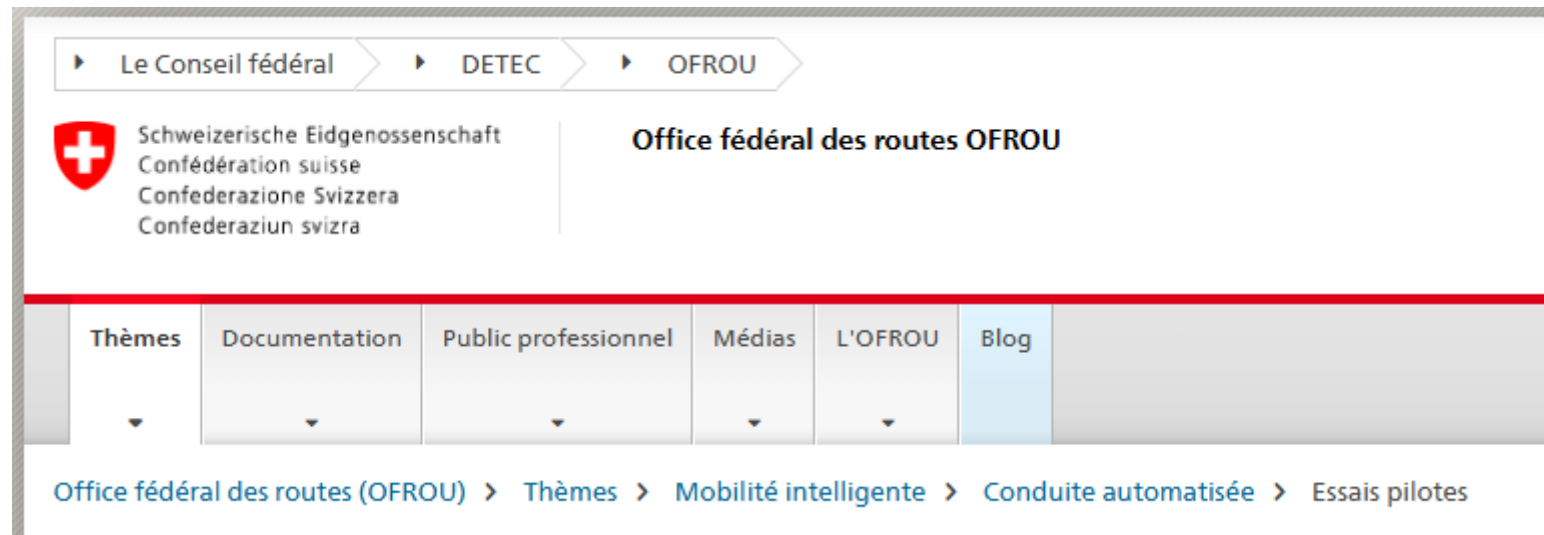 Le Conseil fédéral DETEC OFROU
Schweizerische Eidgenossenschaft
Confédération suisse
Confederazione Svizzera
Confederaziun svizra
Office fédéral des routes OFROU
Thèmes Documentation Public professionnel Médias L'OFROU Blog
Office fédéral des routes (OFROU) > Thèmes > Mobilité intelligente > Conduite automatisée > Essais pilotes